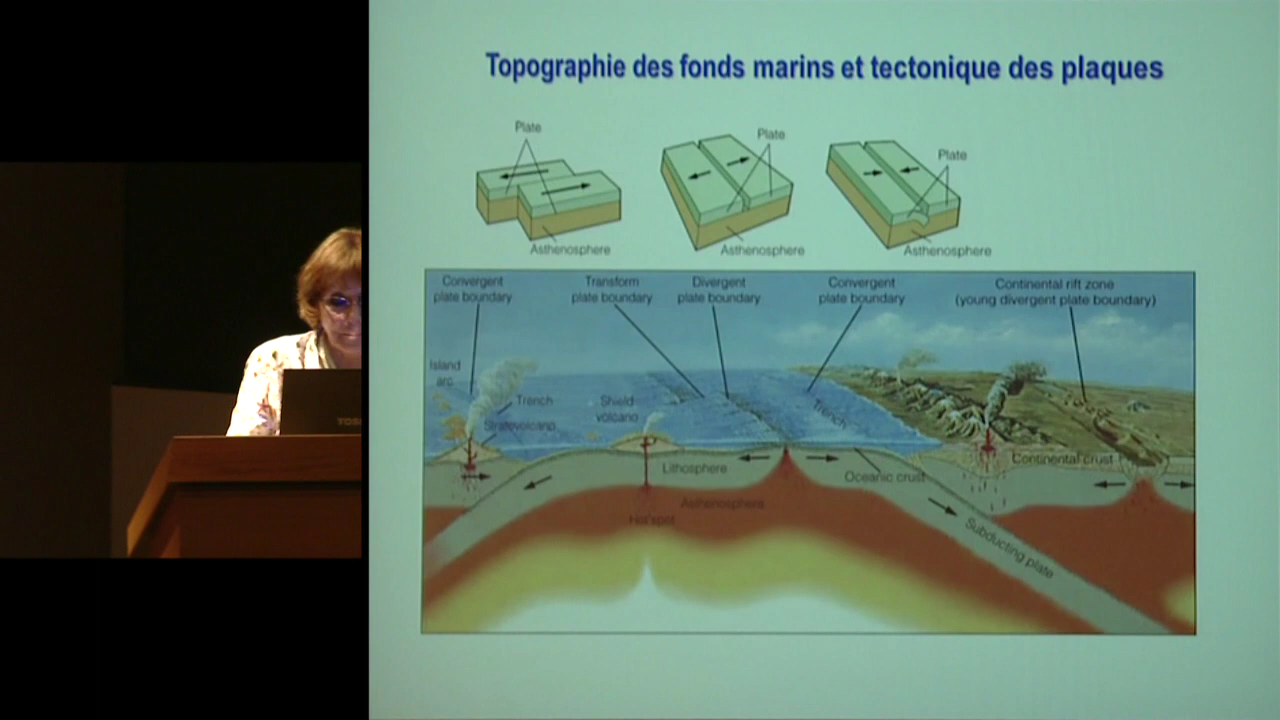 Topographie des fonds marins et tectonique des plaques
Plate
Plate
Plate
Asthenosphere
Asthenosphere
Asthenosphere
Convergent
plate boundary
Transform
plate boundary
Divergent
plate boundary
Convergent
plate boundary
Continental rift zone
(young divergent plate boundary)
Island
arc
Trench
Stratovolcano
Shield
volcano
Trench
Lithosphere
Asthenosphere
Hot spot
Oceanic crust
Continental crust
Subducting plate